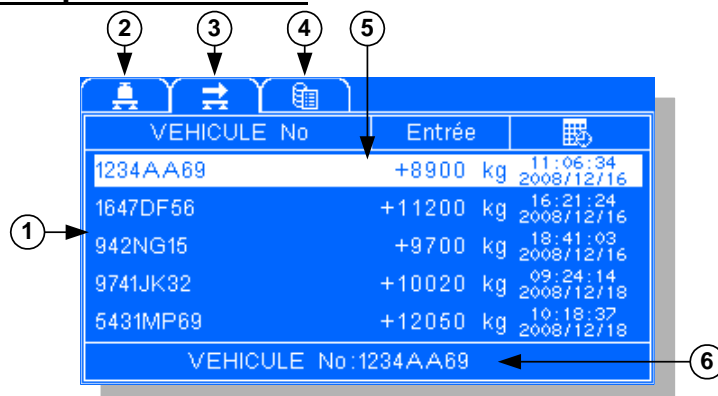 2 3 4 5
VEHICULE No Entrée
1234AA69 +8900 kg 11:06:34
2008/12/16
1647DF56 +11200 kg 16:21:24
2008/12/16
1
942NG15 +9700 kg 18:41:03
2008/12/16
9741JK32 +10020 kg 09:24:14
2008/12/18
5431MP69 +12050 kg 10:18:37
2008/12/18
VEHICULE No:1234AA69 6